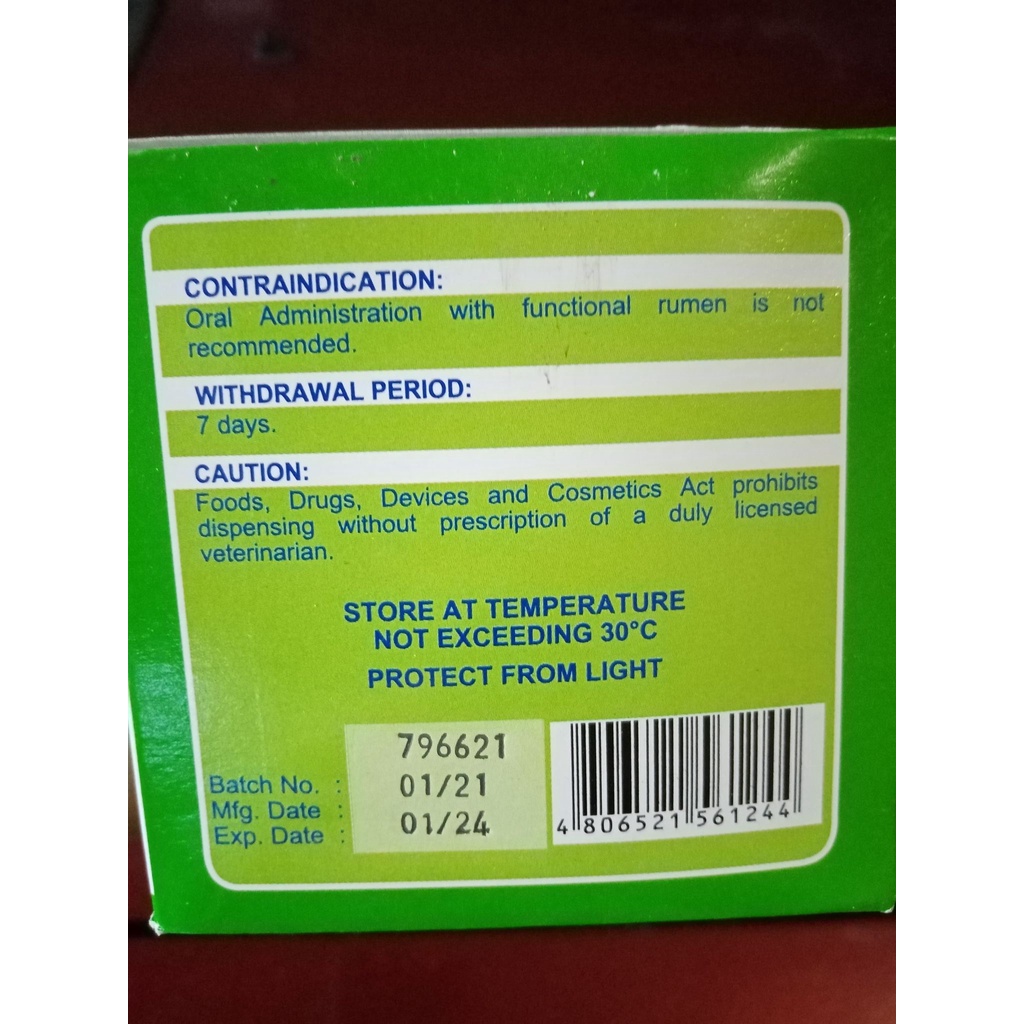 CONTRAINDICATION:
Oral Administration with functional rumen is not
recommended.
WITHDRAWAL PERIOD:
7 days.
CAUTION:
Foods, Drugs, Devices and Cosmetics Act prohibits
dispensing without prescription of a duly licensed
veterinarian.
STORE AT TEMPERATURE
NOT EXCEEDING 30°C
PROTECT FROM LIGHT
Batch No. : 796621
Mfg. Date : 01/21
Exp. Date : 01/24
4 806521 561244